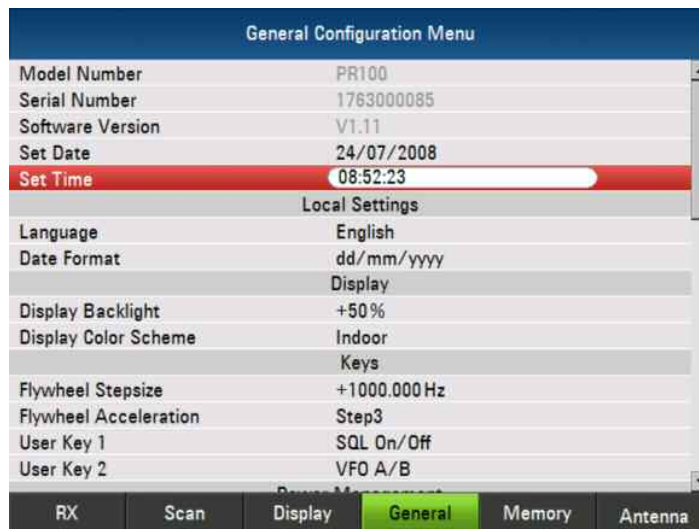 General Configuration Menu
Model Number PR100
Serial Number 1763000085
Software Version V1.11
Set Date 24/07/2008
Set Time 08:52:23
Local Settings
Language English
Date Format dd/mm/yyyy
Display
Display Backlight +50%
Display Color Scheme Indoor
Keys
Flywheel Stepsize +1000.000 Hz
Flywheel Acceleration Step3
User Key 1 SQL On/Off
User Key 2 VFO A/B
Power Management
RX Scan Display General Memory Antenna